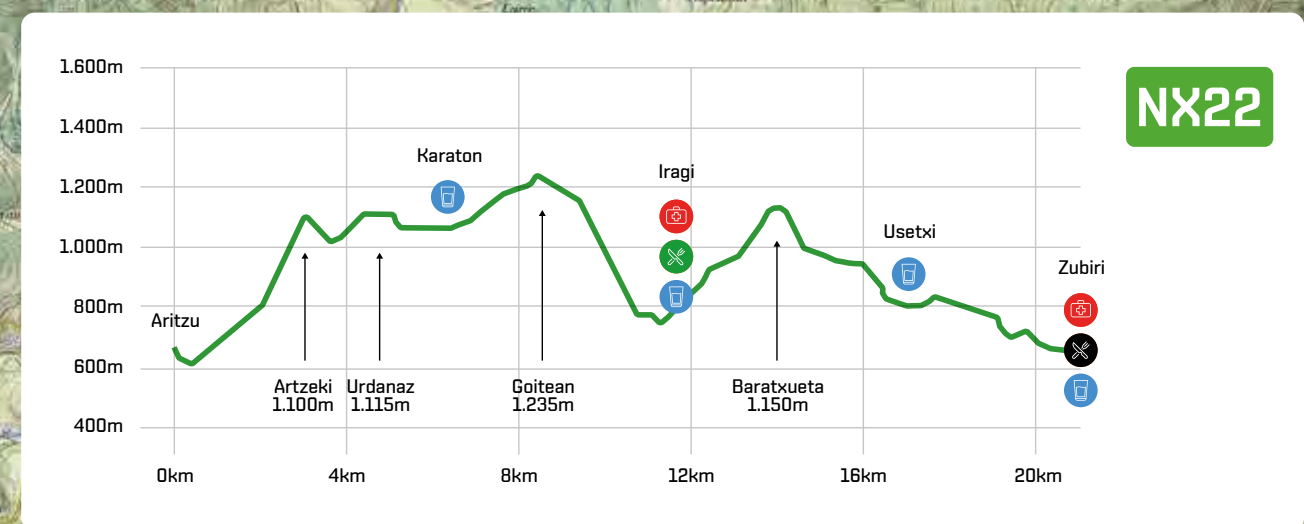 NX22
1.600m
1.400m
1.200m
1.000m
800m
600m
400m
Aritzu
Karaton
Iragi
Usetxi
Zubiri
Artzeki
1.100m
Urdanaz
1.115m
Goitean
1.235m
Baratxueta
1.150m
0km
4km
8km
12km
16km
20km